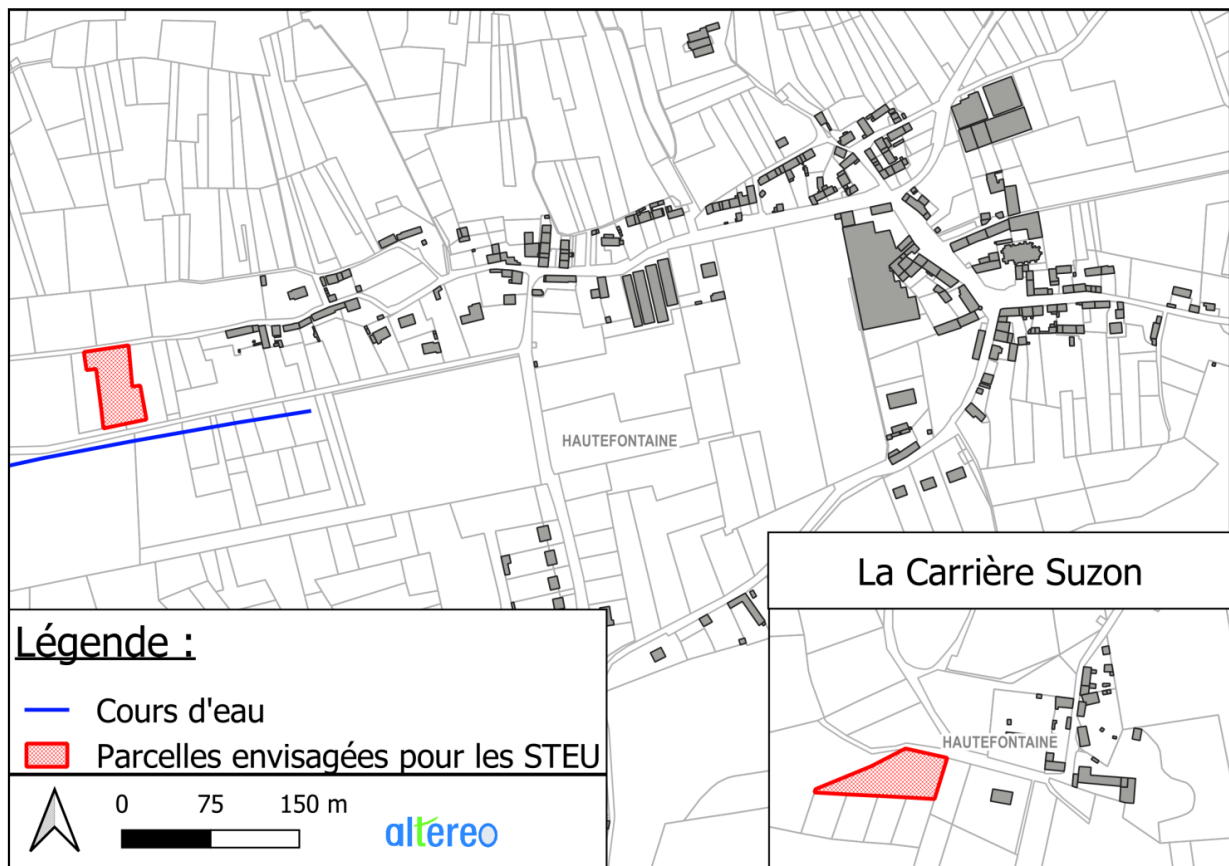 HAUTEFONTAINE
La Carrière Suzon
HAUTEFONTAINE
Légende :
Cours d'eau
Parcelles envisagées pour les STEU
0 75 150 m
altereo